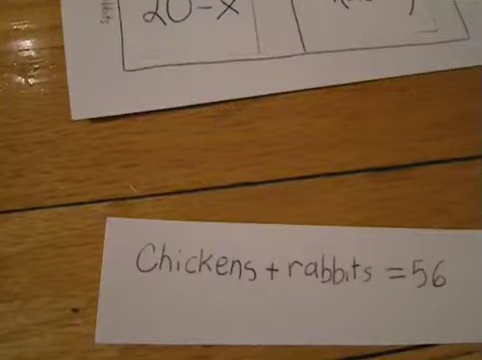 20-x
Chickens + rabbits = 56